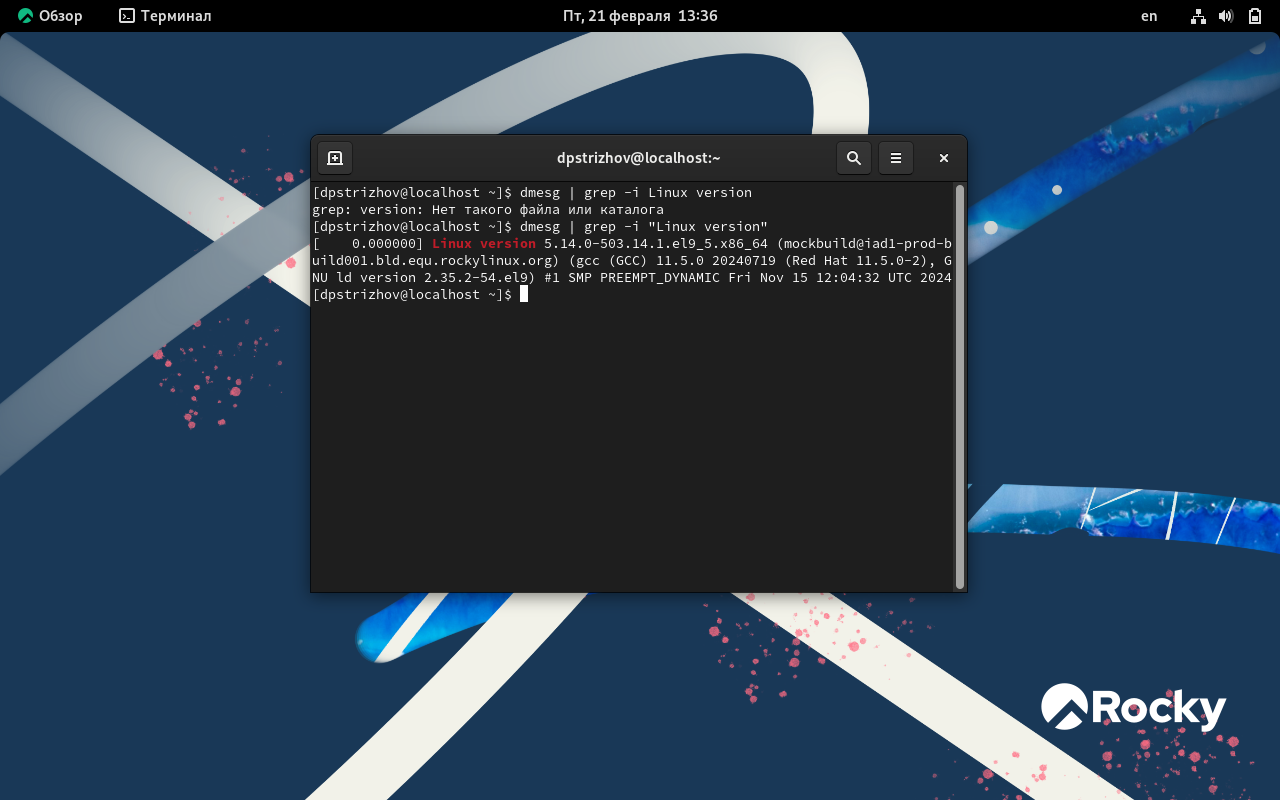 Обзор Терминал Пт, 21 февраля 13:36 en
dpstrizhov@localhost:~
[dpstrizhov@localhost ~]$ dmesg | grep -i Linux version
grep: version: Нет такого файла или каталога
[dpstrizhov@localhost ~]$ dmesg | grep -i "Linux version"
[    0.000000] Linux version 5.14.0-503.14.1.el9_5.x86_64 (mockbuild@iad1-prod-b
uild001.bld.equ.rockylinux.org) (gcc (GCC) 11.5.0 20240719 (Red Hat 11.5.0-2), G
NU ld version 2.35.2-54.el9) #1 SMP PREEMPT_DYNAMIC Fri Nov 15 12:04:32 UTC 2024
[dpstrizhov@localhost ~]$
Rocky